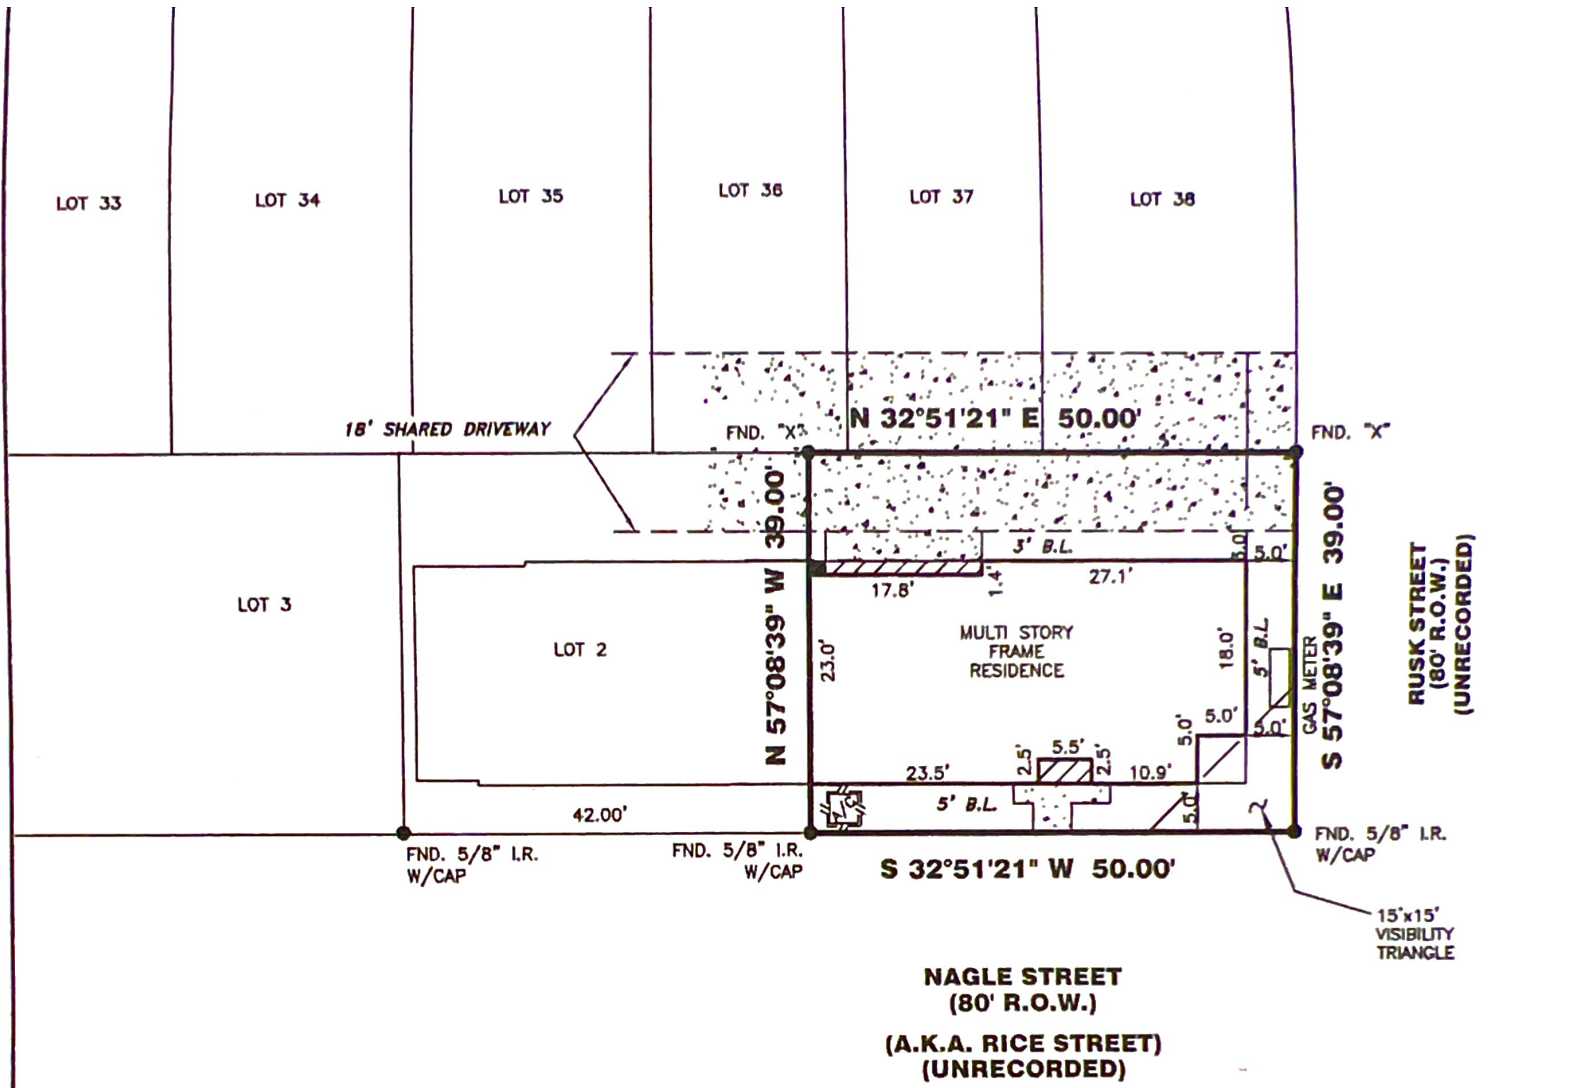 LOT 33
LOT 34
LOT 35
LOT 36
LOT 37
LOT 38
18' SHARED DRIVEWAY
FND. "X"
N 32°51'21" E 50.00'
FND. "X"
N 57°08'39" W 39.00'
S 57°08'39" E 39.00'
RUSK STREET
(80' R.O.W.)
(UNRECORDED)
3' B.L.
3.0'
5.0'
17.8'
1.4'
27.1'
LOT 3
LOT 2
23.0'
MULTI STORY
FRAME
RESIDENCE
18.0'
5' B.L.
GAS METER
5.0'
5.0'
5.0'
23.5'
2.5'
5.5'
2.5'
10.9'
5' B.L.
5.0'
42.00'
FND. 5/8" I.R.
W/CAP
FND. 5/8" I.R.
W/CAP
S 32°51'21" W 50.00'
FND. 5/8" I.R.
W/CAP
15'x15'
VISIBILITY
TRIANGLE
NAGLE STREET
(80' R.O.W.)
(A.K.A. RICE STREET)
(UNRECORDED)